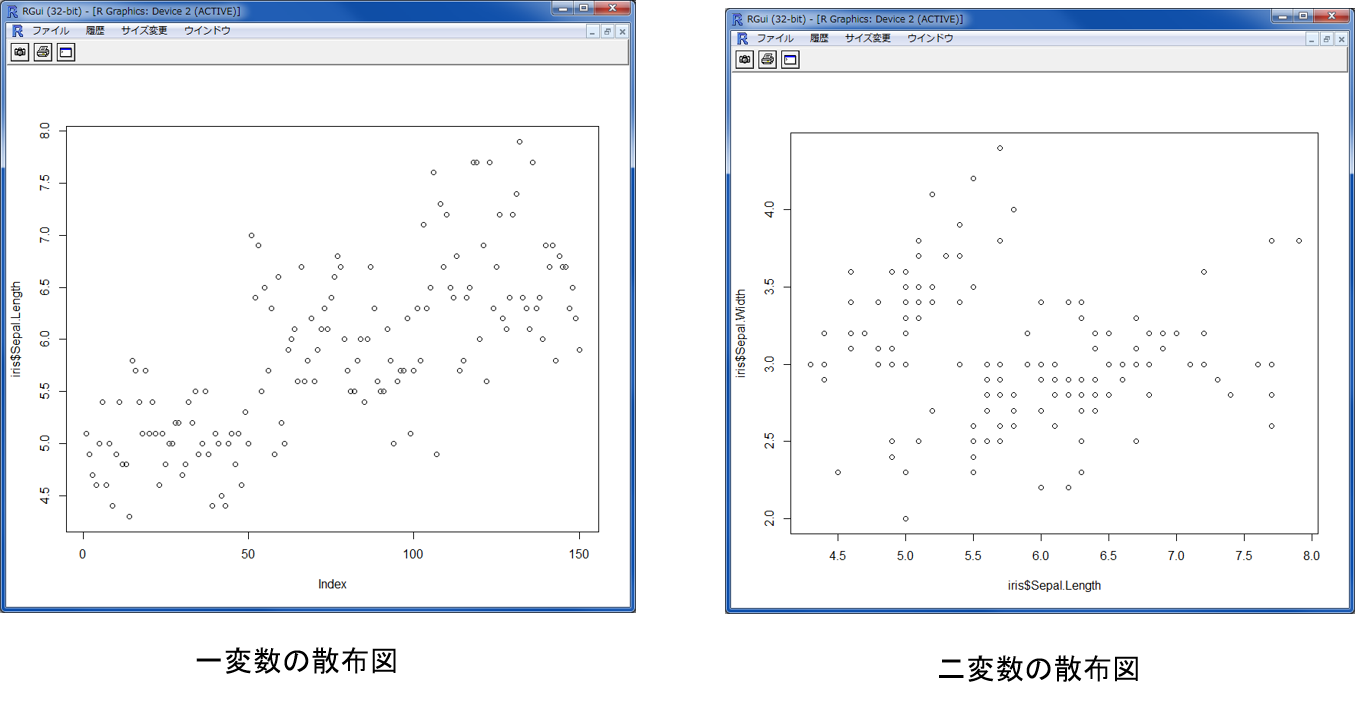 RGui (32-bit) - [R Graphics: Device 2 (ACTIVE)]
ファイル 履歴 サイズ変更 ウインドウ
8.0
7.5
7.0
6.5
6.0
5.5
5.0
4.5
iris$Sepal.Length
0 50 100 150
Index
一変数の散布図
RGui (32-bit) - [R Graphics: Device 2 (ACTIVE)]
ファイル 履歴 サイズ変更 ウインドウ
4.0
3.5
3.0
2.5
2.0
iris$Sepal.Width
4.5 5.0 5.5 6.0 6.5 7.0 7.5 8.0
iris$Sepal.Length
二変数の散布図